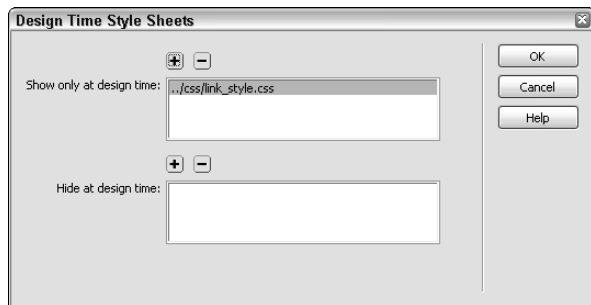 Design Time Style Sheets
OK
Show only at design time:
../css/link_style.css
Cancel
Help
Hide at design time: